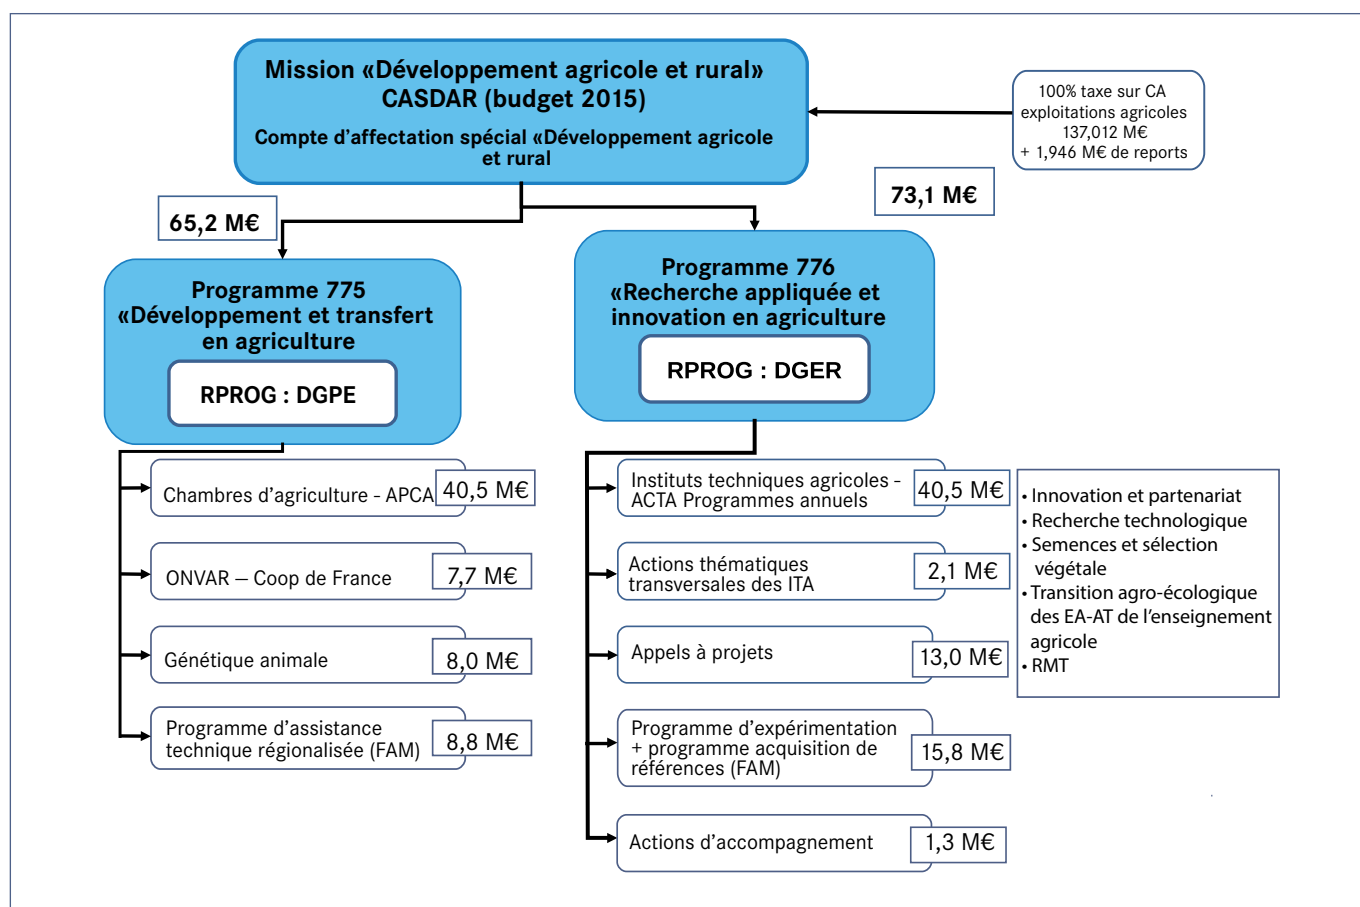 Mission «Développement agricole et rural»
CASDAR (budget 2015)
Compte d’affectation spécial «Développement agricole
et rural
100% taxe sur CA
exploitations agricoles
137,012 M€
+ 1,946 M€ de reports
65,2 M€
73,1 M€
Programme 775
«Développement et transfert
en agriculture
RPROG : DGPE
Programme 776
«Recherche appliquée et
innovation en agriculture
RPROG : DGER
Chambres d’agriculture - APCA
40,5 M€
ONVAR – Coop de France
7,7 M€
Génétique animale
8,0 M€
Programme d’assistance
technique régionalisée (FAM)
8,8 M€
Instituts techniques agricoles -
ACTA Programmes annuels
40,5 M€
Actions thématiques
transversales des ITA
2,1 M€
Appels à projets
13,0 M€
Programme d’expérimentation
+ programme acquisition de
références (FAM)
15,8 M€
Actions d’accompagnement
1,3 M€
• Innovation et partenariat
• Recherche technologique
• Semences et sélection
végétale
• Transition agro-écologique
des EA-AT de l’enseignement
agricole
• RMT